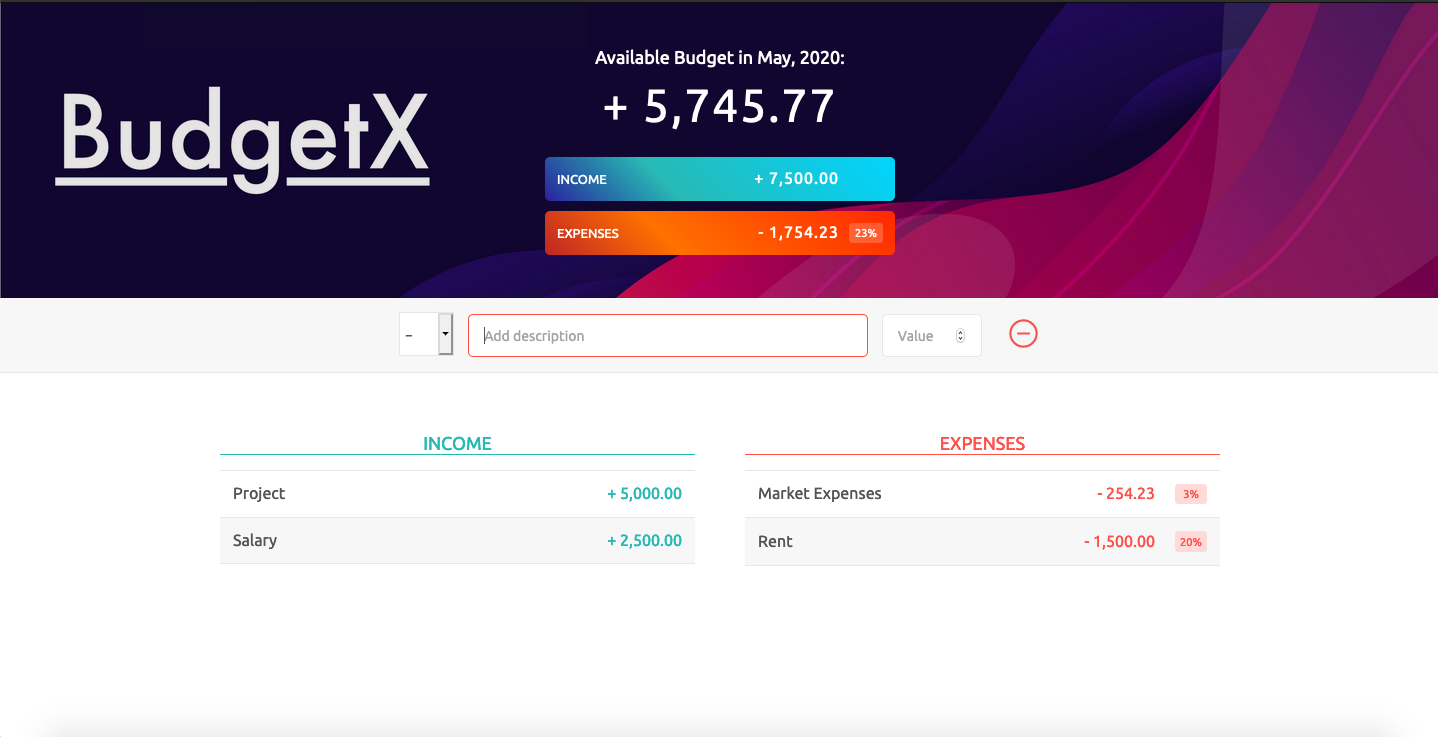 BudgetX
Available Budget in May, 2020:
+ 5,745.77
INCOME + 7,500.00
EXPENSES - 1,754.23 23%
– Add description Value
INCOME
Project + 5,000.00
Salary + 2,500.00
EXPENSES
Market Expenses - 254.23 3%
Rent - 1,500.00 20%